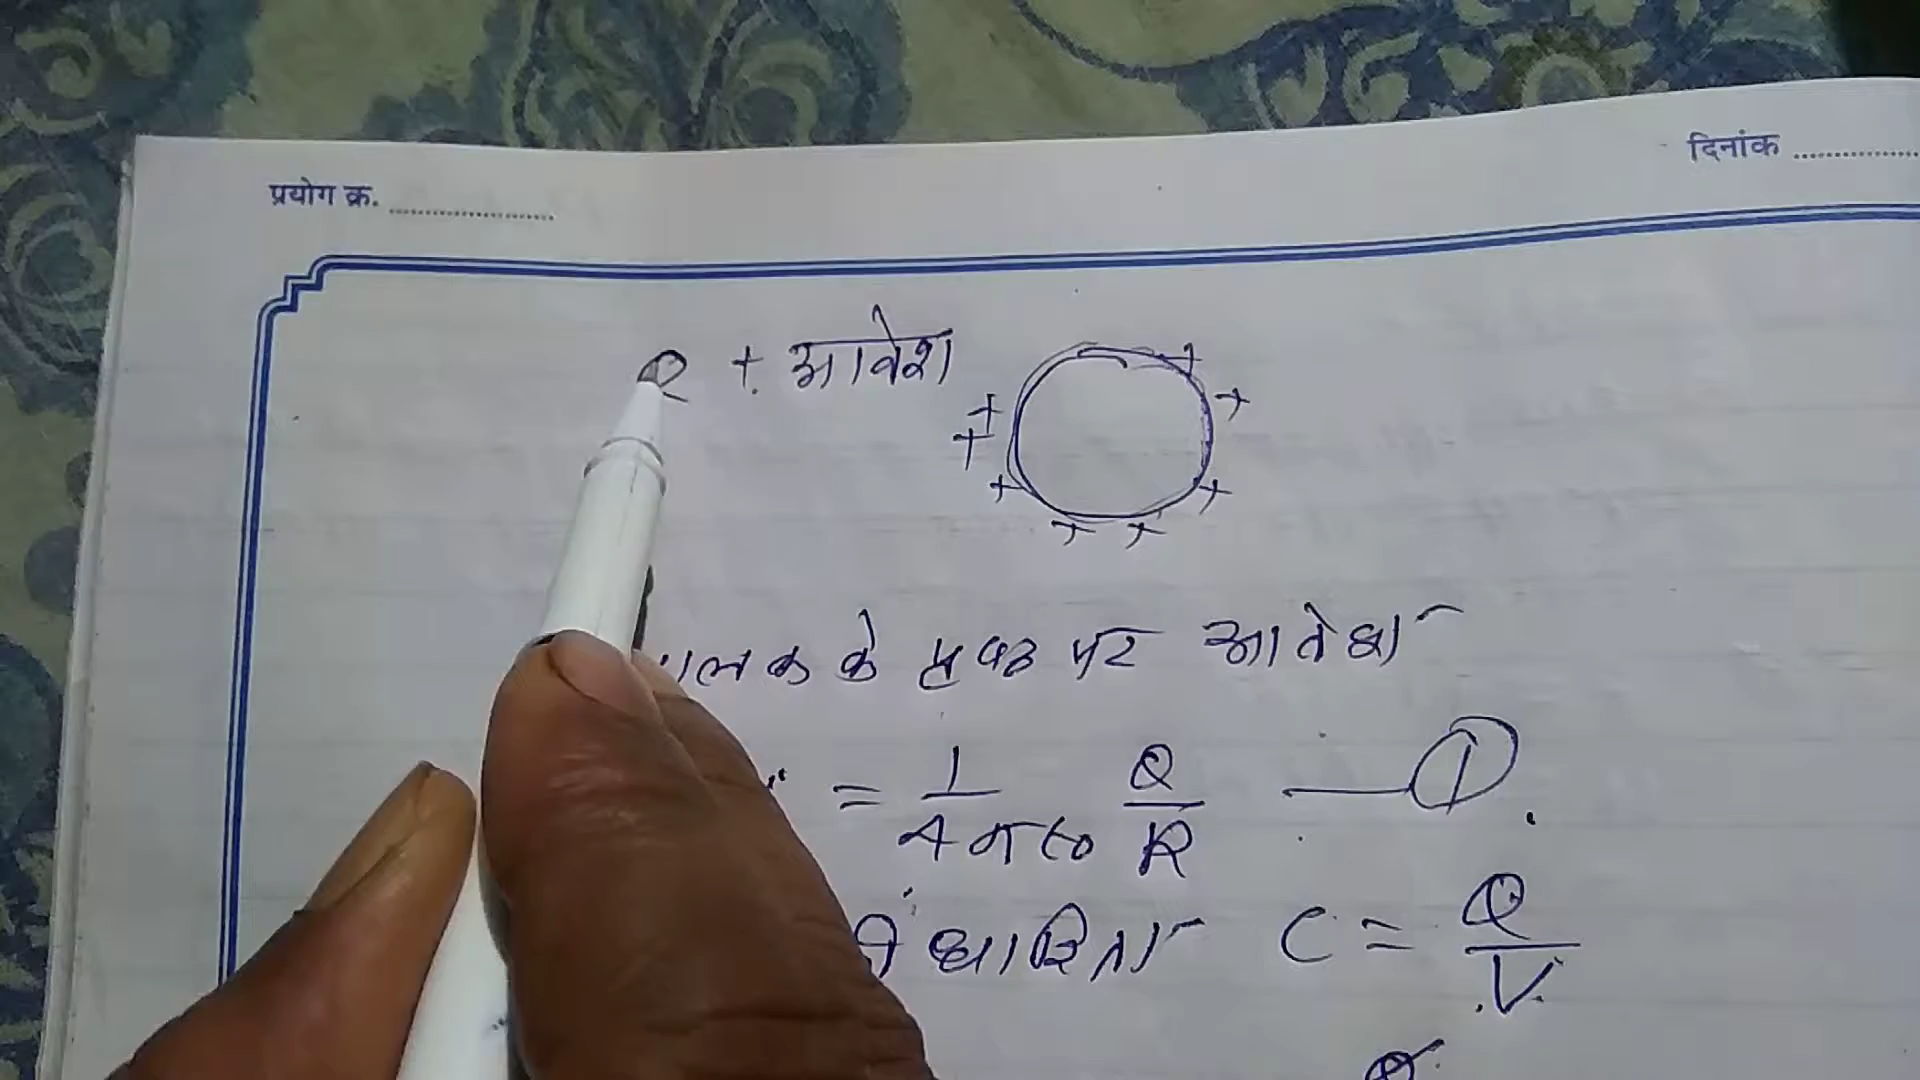 प्रयोग क्र. ....................
दिनांक ....................
Q + आवेश
के पृष्ठ पर आवेश
= 1/4πε0 Q/R —— ①
धारिता C = Q/V